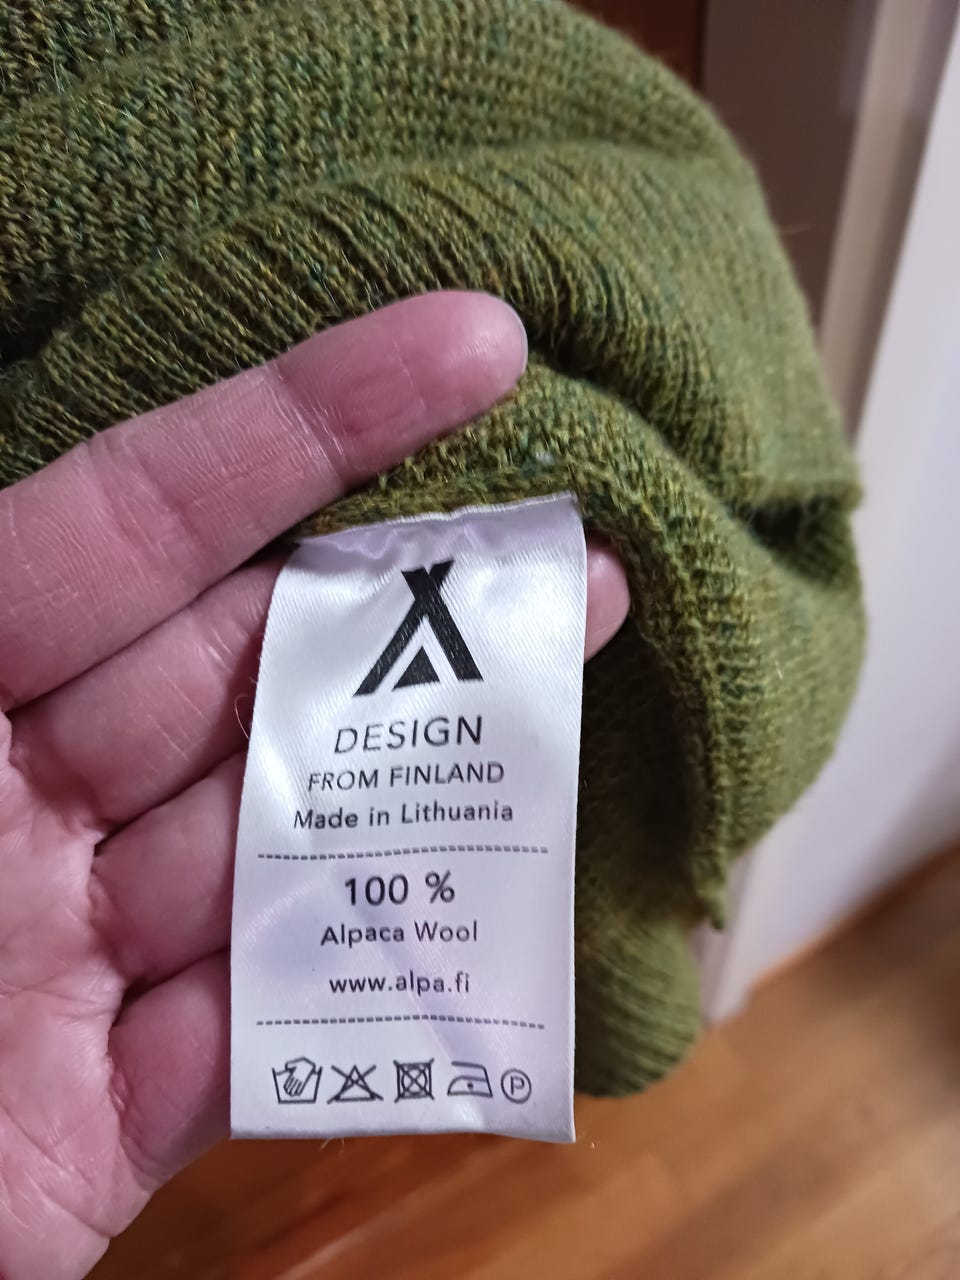 DESIGN
FROM FINLAND
Made in Lithuania
100 %
Alpaca Wool
www.alpa.fi
P